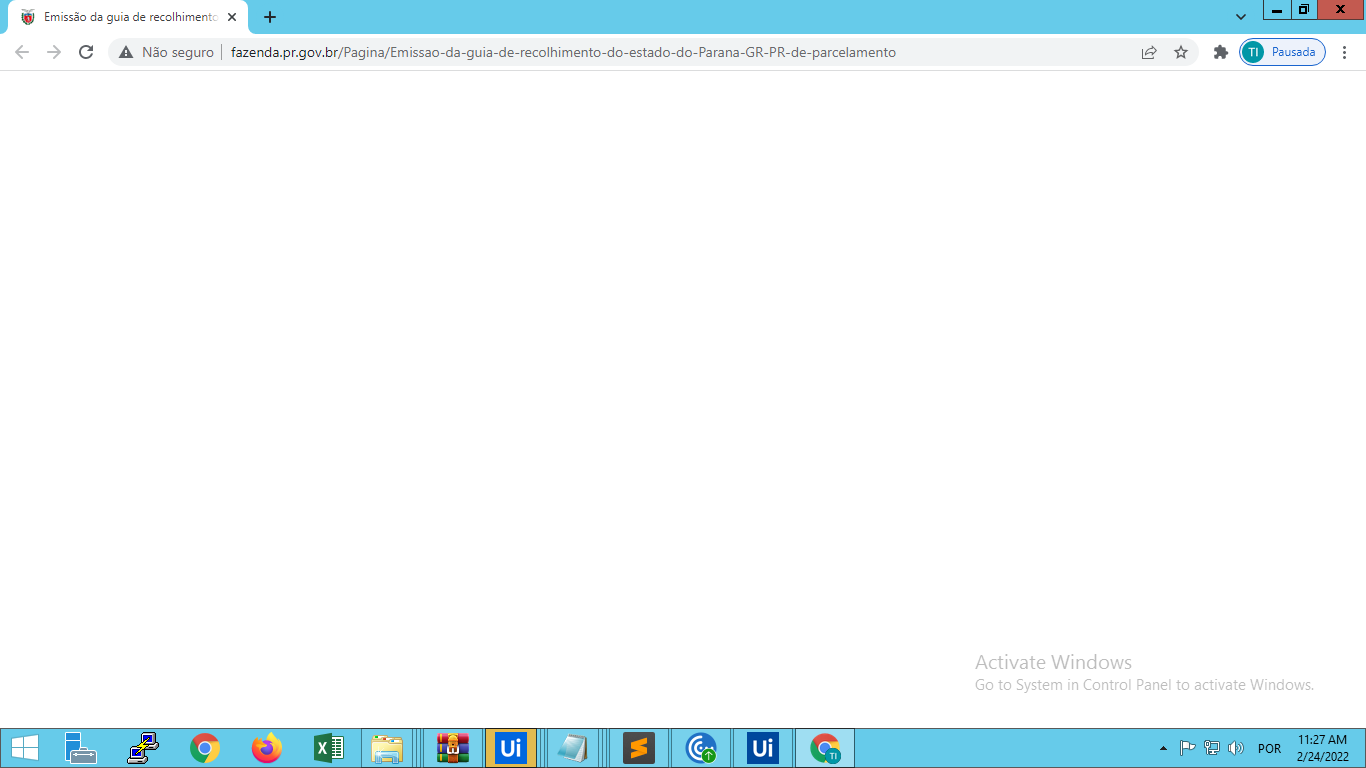 Emissão da guia de recolhimento
Não seguro
fazenda.pr.gov.br/Pagina/Emissao-da-guia-de-recolhimento-do-estado-do-Parana-GR-PR-de-parcelamento
TI
Pausada
Activate Windows
Go to System in Control Panel to activate Windows.
Ui
Ui
TI
POR
11:27 AM
2/24/2022